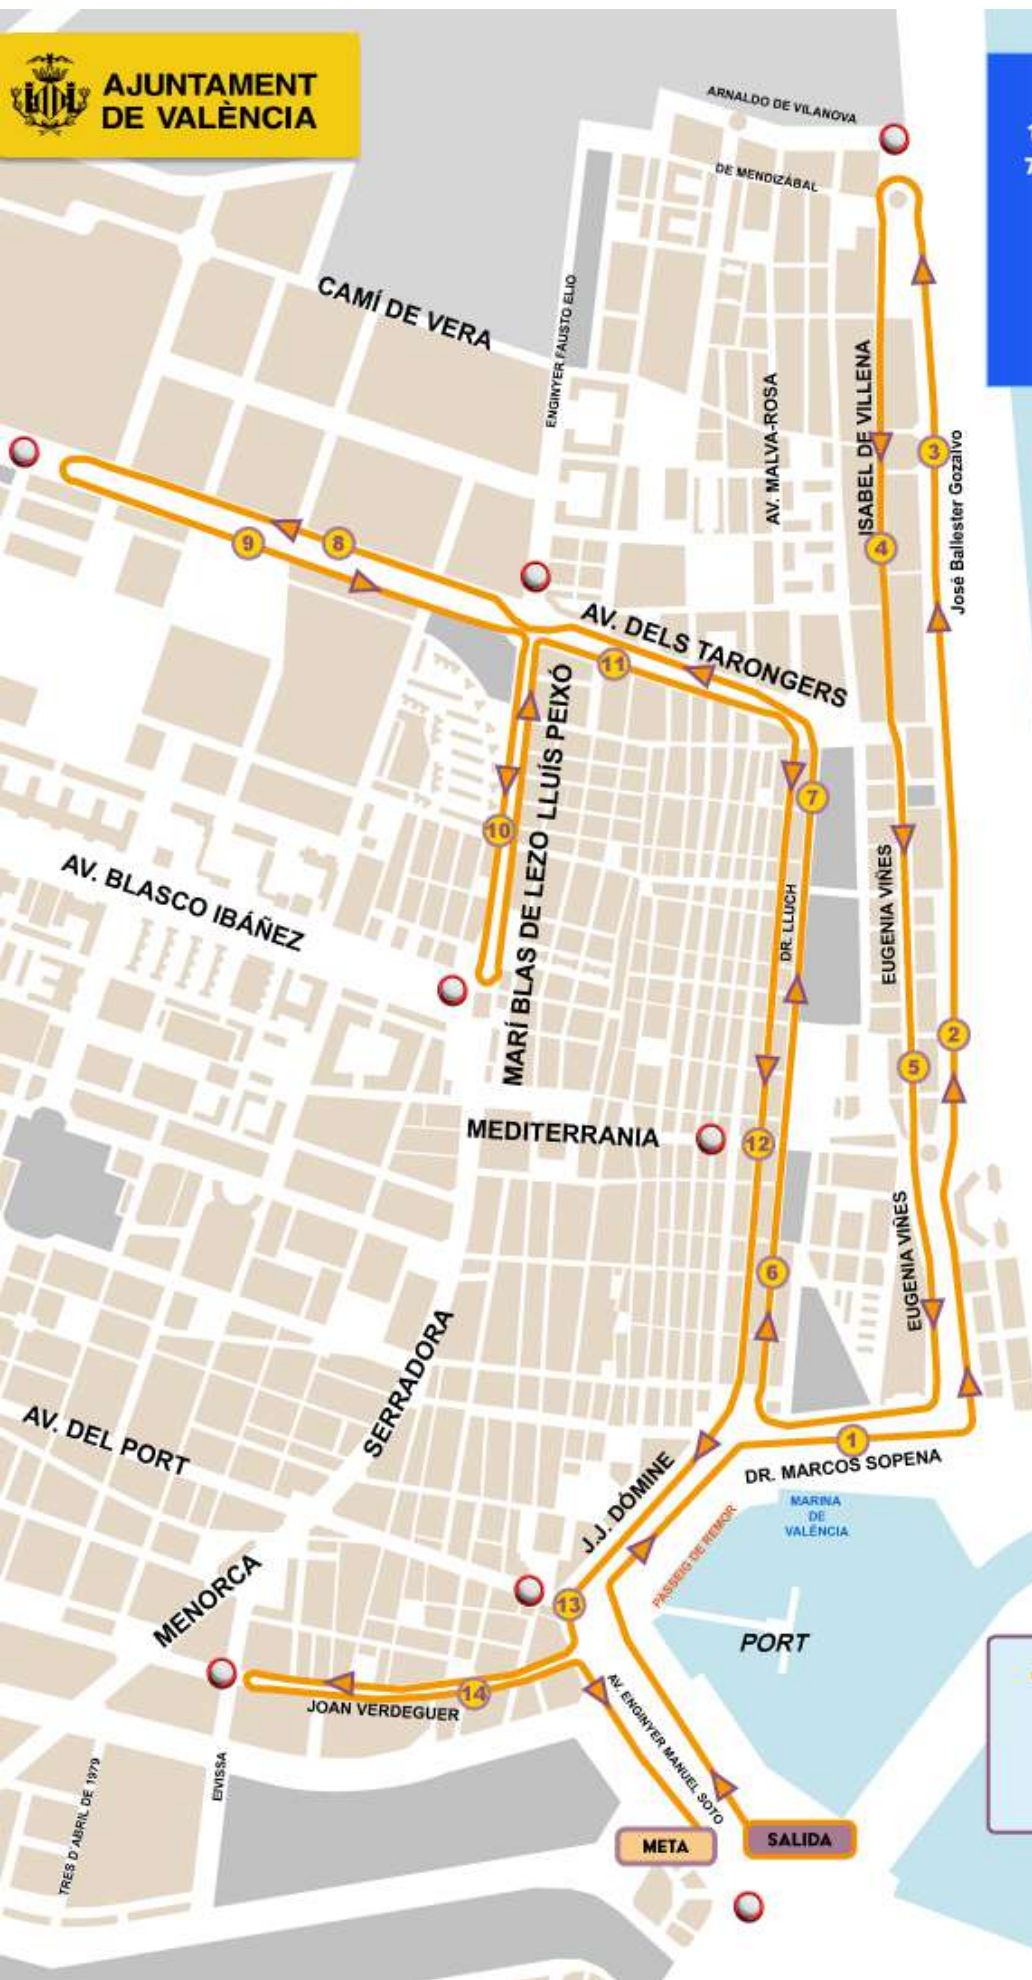 AJUNTAMENT
DE VALÈNCIA
ARNALDO DE VILANOVA
DE MENDIZÁBAL
CAMÍ DE VERA
ENGINYER FAUSTO ELIO
AV. MALVA-ROSA
ISABEL DE VILLENA
3
José Ballester Gozalvo
4
9
8
AV. DELS TARONGERS
11
LLUÍS PEIXÓ
7
10
MARÍ BLAS DE LEZO
AV. BLASCO IBÁÑEZ
EUGENIA VIÑES
DR. LLUCH
2
5
MEDITERRANIA
12
EUGENIA VIÑES
6
SERRADORA
AV. DEL PORT
1
DR. MARCOS SOPENA
J.J. DÓMINE
MARINA
DE
VALÈNCIA
PASSEIG DE REMOR
MENORCA
13
PORT
JOAN VERDEGUER
14
AV. ENGINYER MANUEL SOTO
EIVISSA
TRES D'ABRIL DE 1979
META
SALIDA